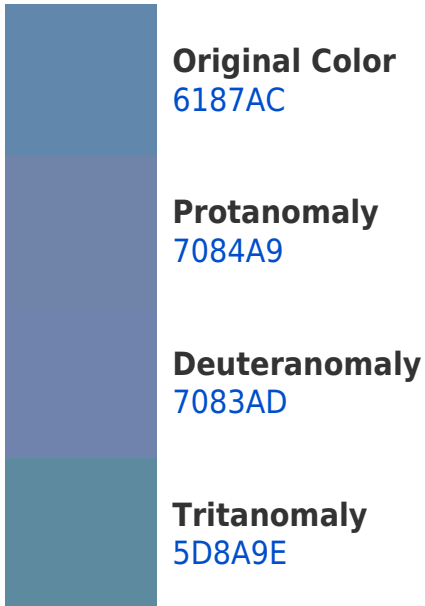 Original Color
6187AC
Protanomaly
7084A9
Deuteranomaly
7083AD
Tritanomaly
5D8A9E